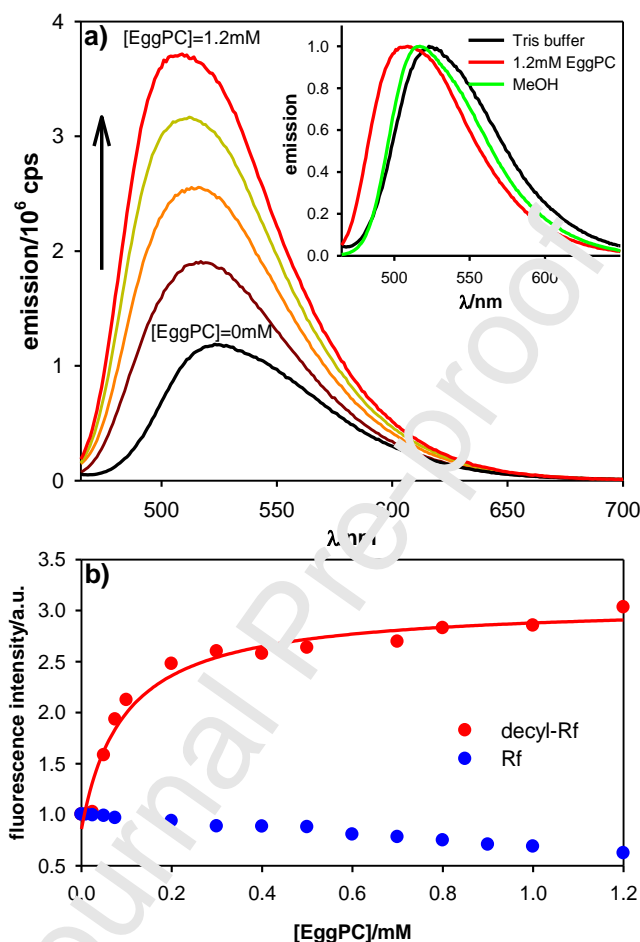 a)
[EggPC]=1.2mM
[EggPC]=0mM
emission/10⁶ cps
4
3
2
1
0
500
550
600
650
700
λ/nm
Tris buffer
1.2mM EggPC
MeOH
emission
1.0
0.8
0.6
0.4
0.2
0.0
500
550
600
λ/nm
b)
fluorescence intensity/a.u.
3.5
3.0
2.5
2.0
1.5
1.0
0.5
decyl-Rf
Rf
0.0
0.2
0.4
0.6
0.8
1.0
1.2
[EggPC]/mM
Journal Pre-proof